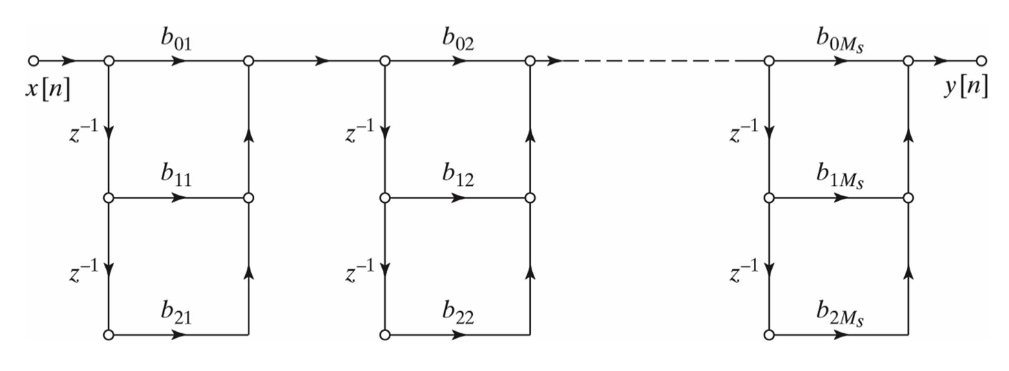 b₀₁ b₀₂ b₀Mₛ
x[n] y[n]
z⁻¹ z⁻¹ z⁻¹
b₁₁ b₁₂ b₁Mₛ
z⁻¹ z⁻¹ z⁻¹
b₂₁ b₂₂ b₂Mₛ